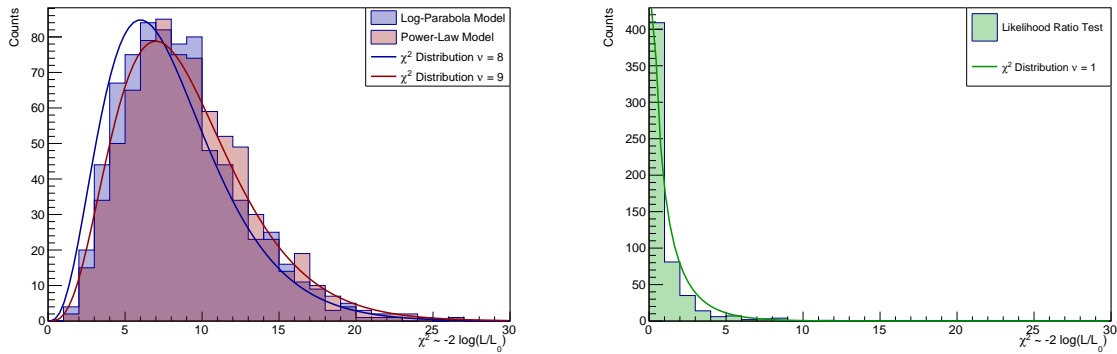 Counts
Log-Parabola Model
Power-Law Model
χ² Distribution ν = 8
χ² Distribution ν = 9
80
70
60
50
40
30
20
10
0
0 5 10 15 20 25 30
χ² ~ -2 log(L/L₀)
Counts
Likelihood Ratio Test
χ² Distribution ν = 1
400
350
300
250
200
150
100
50
0
0 5 10 15 20 25 30
χ² ~ -2 log(L/L₀)